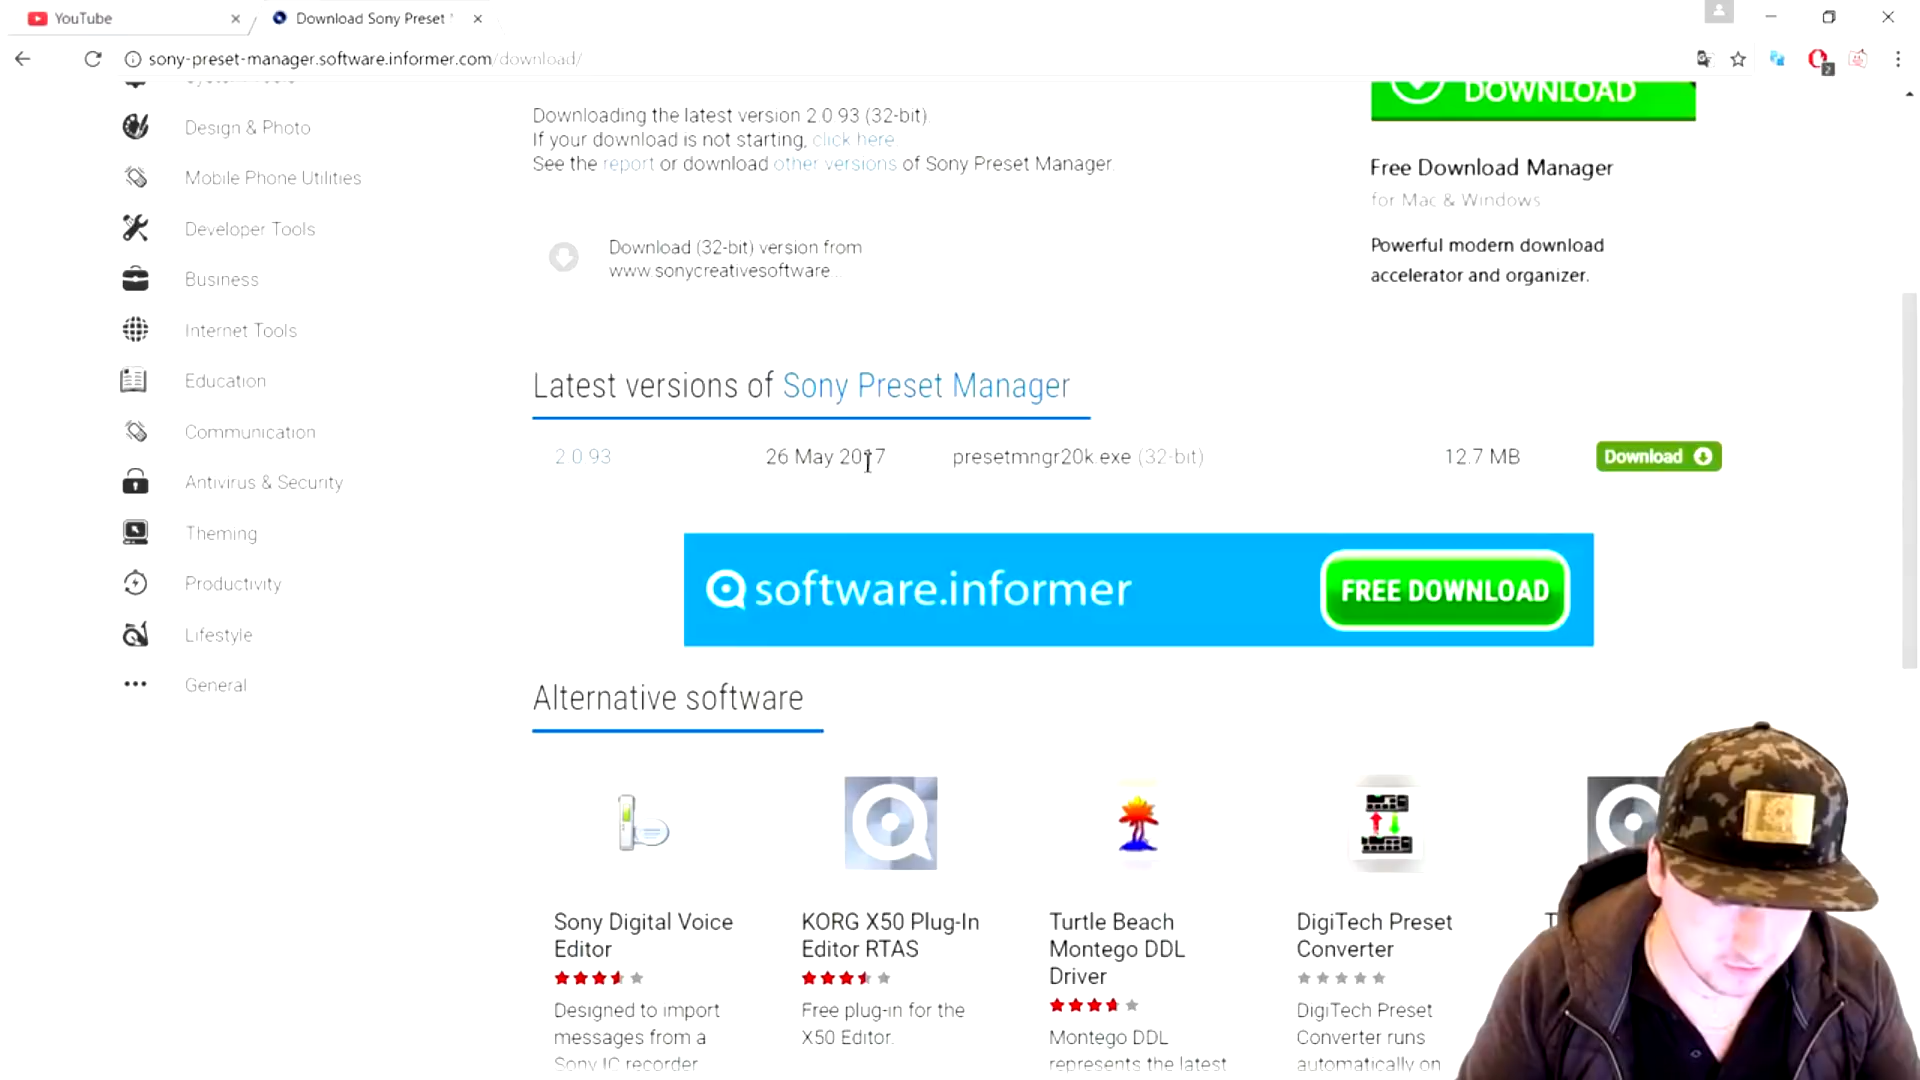 YouTube
Download Sony Preset
sony-preset-manager.software.informer.com/download/
2
Design & Photo
Mobile Phone Utilities
Developer Tools
Business
Internet Tools
Education
Communication
Antivirus & Security
Theming
Productivity
Lifestyle
General
Downloading the latest version 2.0.93 (32-bit).
If your download is not starting, click here.
See the report or download other versions of Sony Preset Manager.
Download (32-bit) version from
www.sonycreativesoftware...
DOWNLOAD
Free Download Manager
for Mac & Windows
Powerful modern download
accelerator and organizer.
Latest versions of Sony Preset Manager
2.0.93 26 May 2017 presetmngr20k.exe (32-bit) 12.7 MB Download
software.informer FREE DOWNLOAD
Alternative software
Sony Digital Voice
Editor
Designed to import
messages from a
Sony IC recorder
KORG X50 Plug-In
Editor RTAS
Free plug-in for the
X50 Editor.
Turtle Beach
Montego DDL
Driver
Montego DDL
represents the latest
DigiTech Preset
Converter
DigiTech Preset
Converter runs
automatically on